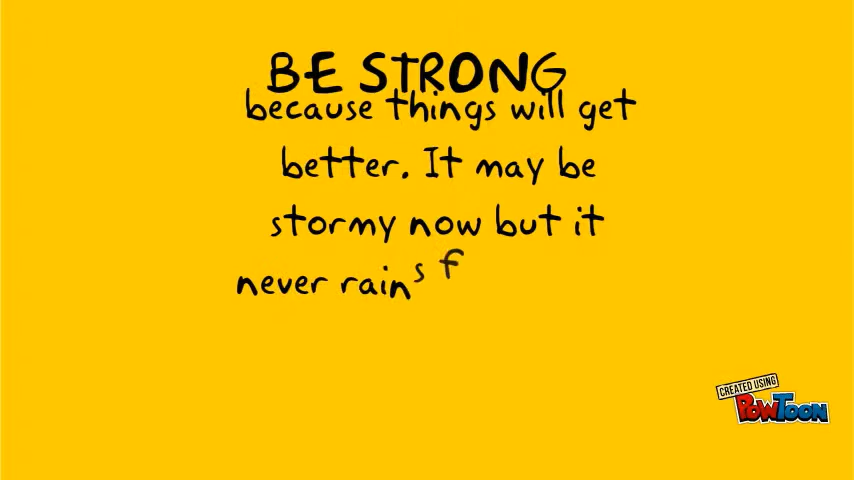 BE STRONG
because things will get
better. It may be
stormy now but it
never rains f
CREATED USING
POWTOON